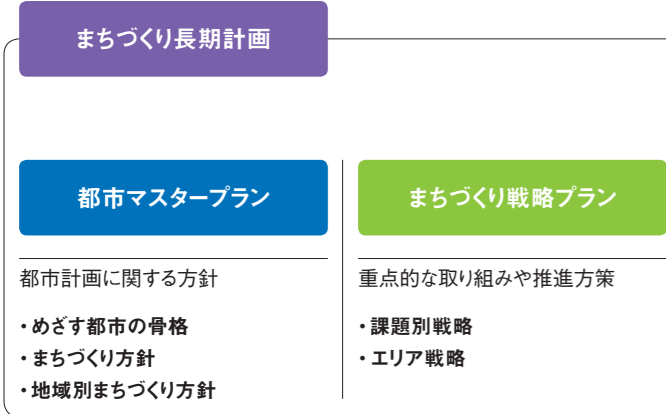 まちづくり長期計画
都市マスタープラン
都市計画に関する方針
・めざす都市の骨格
・まちづくり方針
・地域別まちづくり方針
まちづくり戦略プラン
重点的な取り組みや推進方策
・課題別戦略
・エリア戦略